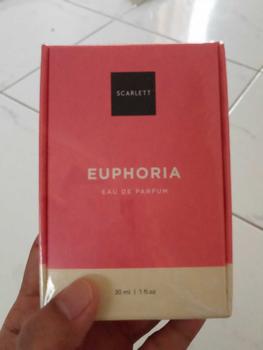 SCARLETT
EUPHORIA
EAU DE PARFUM
30 ml | 1 fl.oz